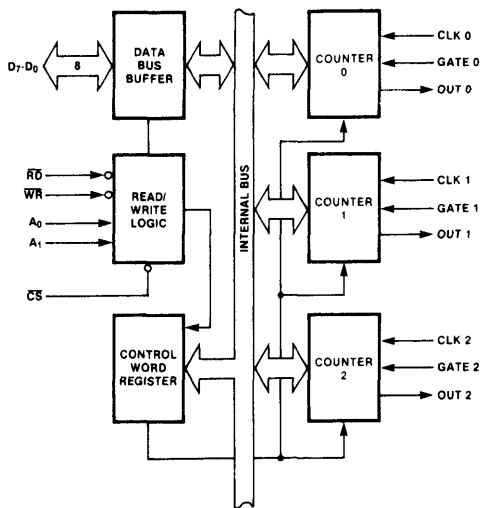 D7-D0
8
DATA
BUS
BUFFER
RD
WR
A0
A1
CS
READ/
WRITE
LOGIC
CONTROL
WORD
REGISTER
INTERNAL BUS
COUNTER
0
CLK 0
GATE 0
OUT 0
COUNTER
1
CLK 1
GATE 1
OUT 1
COUNTER
2
CLK 2
GATE 2
OUT 2